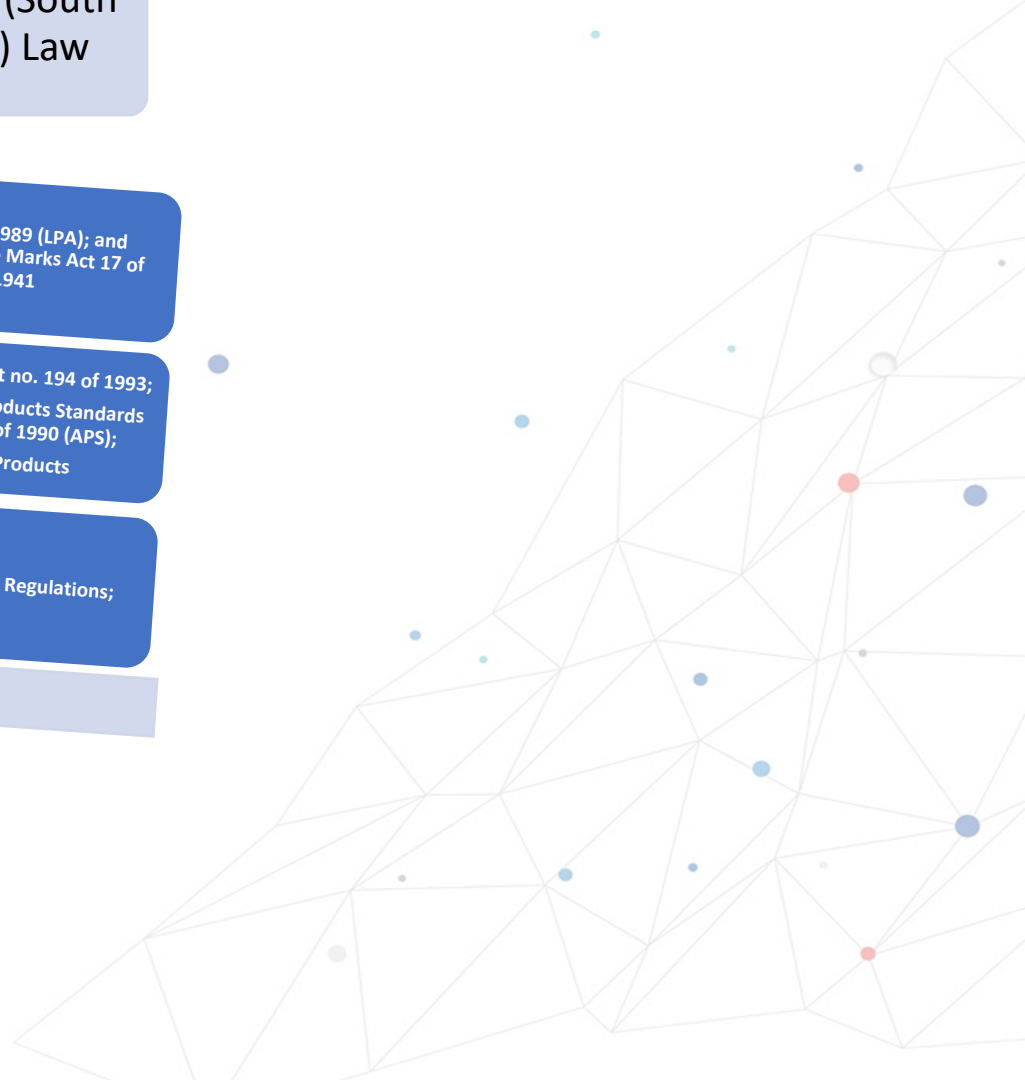 (South
) Law
989 (LPA); and
Marks Act 17 of
1941
t no. 194 of 1993;
oducts Standards
of 1990 (APS);
Products
Regulations;